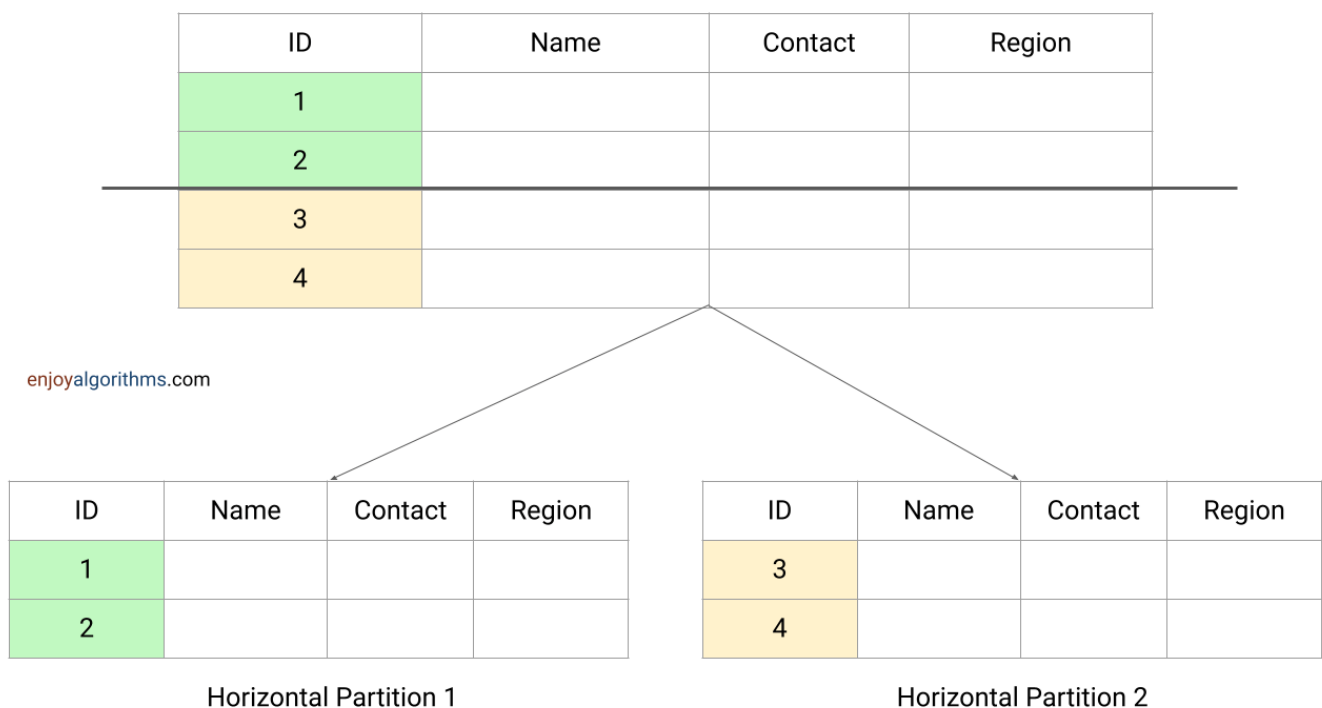 ID Name Contact Region
1
2
3
4
enjoyalgorithms.com
ID Name Contact Region
1
2
Horizontal Partition 1
ID Name Contact Region
3
4
Horizontal Partition 2